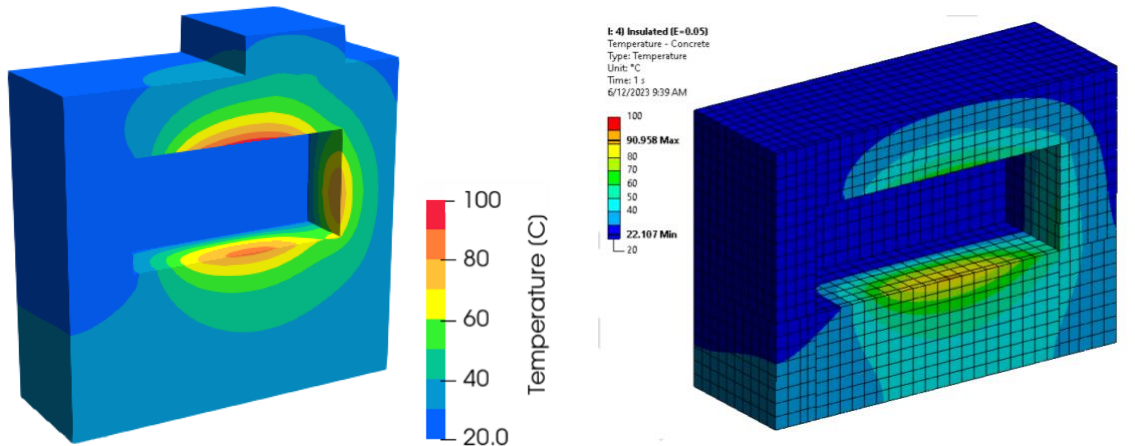 100
80
60
40
20.0
Temperature (C)
I: 4) Insulated (E=0.05)
Temperature - Concrete
Type: Temperature
Unit: °C
Time: 1 s
6/12/2023 9:39 AM
100
90.958 Max
80
70
60
50
40
30
22.107 Min
20